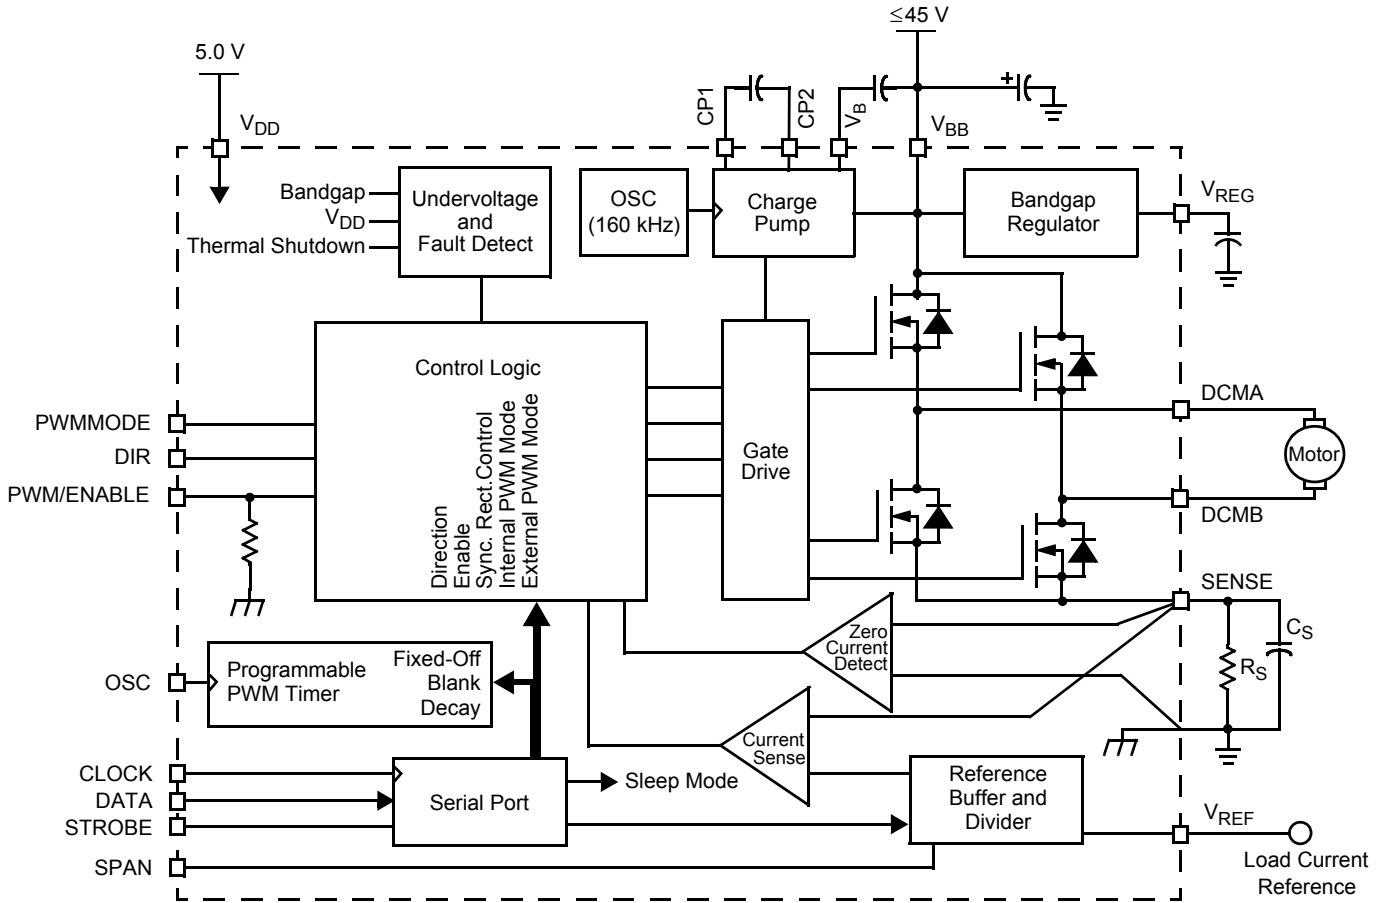 ≤45 V
5.0 V
CP1
CP2
VB
VDD
VBB
Bandgap
VDD
Thermal Shutdown
Undervoltage
and
Fault Detect
OSC
(160 kHz)
Charge
Pump
Bandgap
Regulator
VREG
Control Logic
PWMMODE
DIR
PWM/ENABLE
Direction
Enable
Sync. Rect.Control
Internal PWM Mode
External PWM Mode
Gate
Drive
DCMA
Motor
DCMB
SENSE
CS
RS
Zero
Current
Detect
OSC
Programmable
PWM Timer
Fixed-Off
Blank
Decay
Current
Sense
CLOCK
DATA
STROBE
SPAN
Serial Port
Sleep Mode
Reference
Buffer and
Divider
VREF
Load Current
Reference